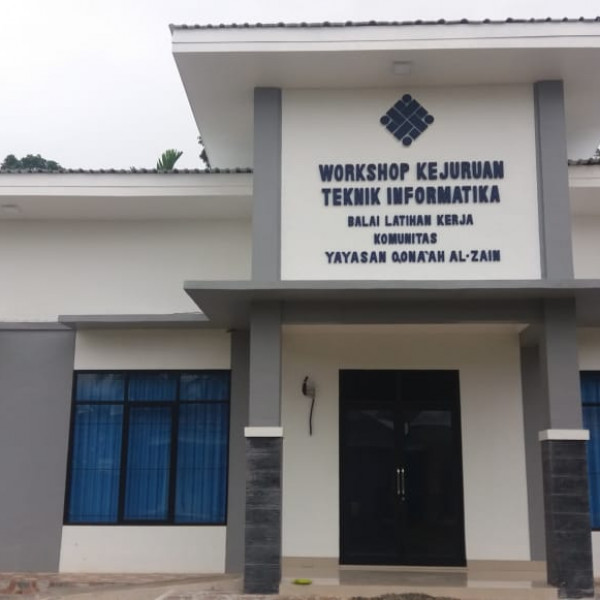 WORKSHOP KEJURUAN
TEKNIK INFORMATIKA
BALAI LATIHAN KERJA
KOMUNITAS
YAYASAN QONA'AH AL-ZAIN